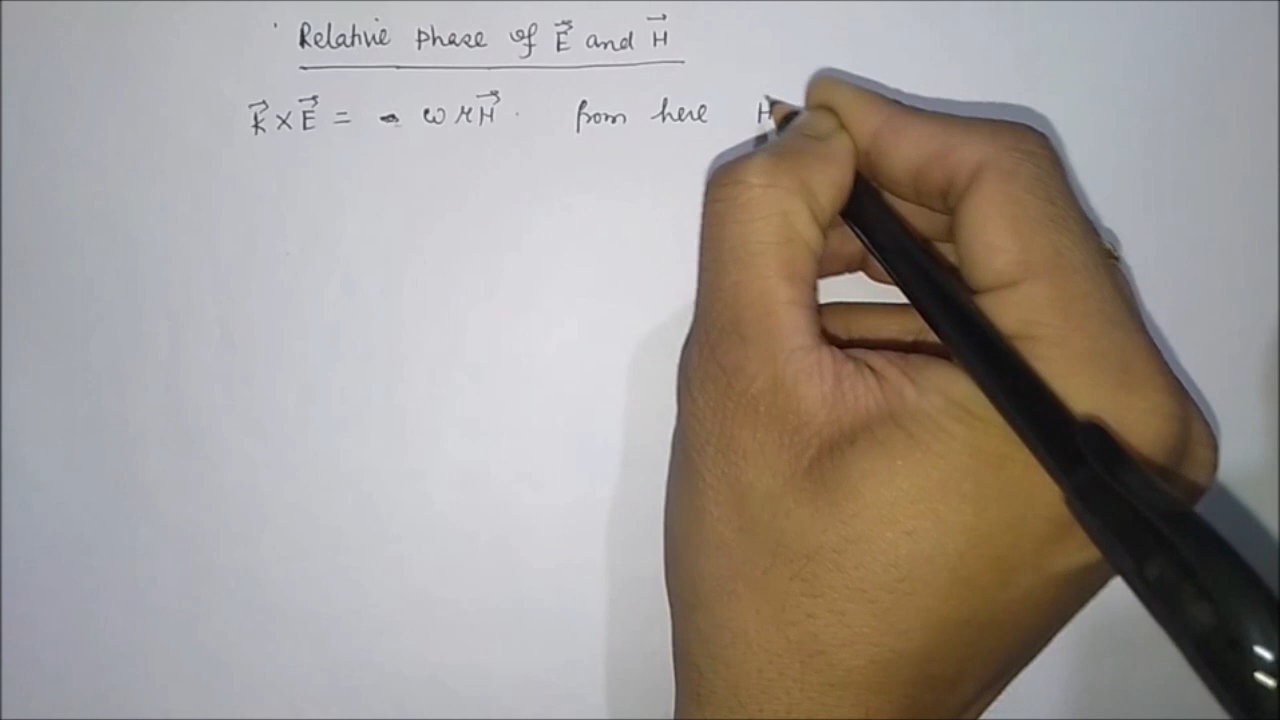 Relative phase of E⃗ and H⃗
K⃗ × E⃗ = ωμH⃗. from here H